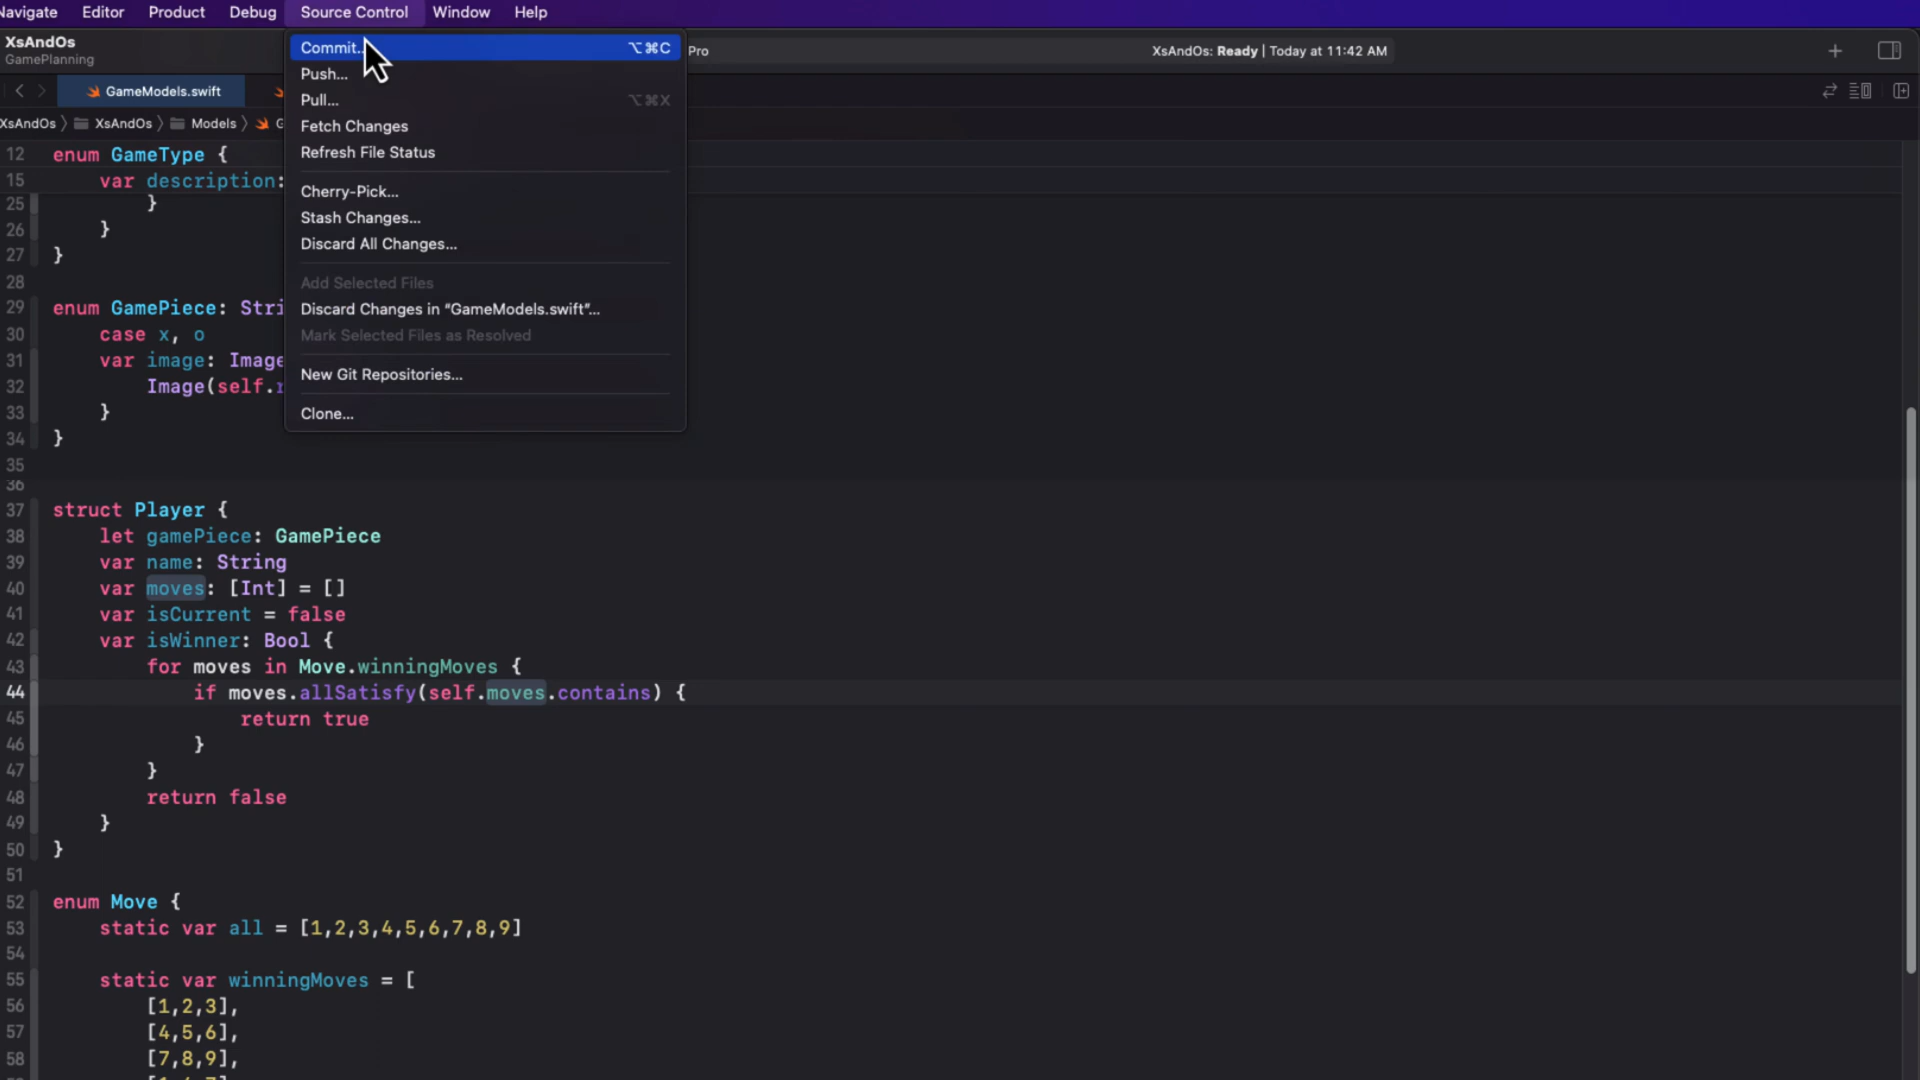 Navigate Editor Product Debug Source Control Window Help
XsAndOs
GamePlanning
Pro
XsAndOs: Ready | Today at 11:42 AM
GameModels.swift
XsAndOs 〉 XsAndOs 〉 Models 〉 G
Commit... ⌥⌘C
Push...
Pull... ⌥⌘X
Fetch Changes
Refresh File Status
Cherry-Pick...
Stash Changes...
Discard All Changes...
Add Selected Files
Discard Changes in “GameModels.swift”...
Mark Selected Files as Resolved
New Git Repositories...
Clone...
12 enum GameType {
15 var description:
25 }
26 }
27 }
28
29 enum GamePiece: Stri
30 case x, o
31 var image: Image
32 Image(self.r
33 }
34 }
35
36
37 struct Player {
38 let gamePiece: GamePiece
39 var name: String
40 var moves: [Int] = []
41 var isCurrent = false
42 var isWinner: Bool {
43 for moves in Move.winningMoves {
44 if moves.allSatisfy(self.moves.contains) {
45 return true
46 }
47 }
48 return false
49 }
50 }
51
52 enum Move {
53 static var all = [1,2,3,4,5,6,7,8,9]
54
55 static var winningMoves = [
56 [1,2,3],
57 [4,5,6],
58 [7,8,9],